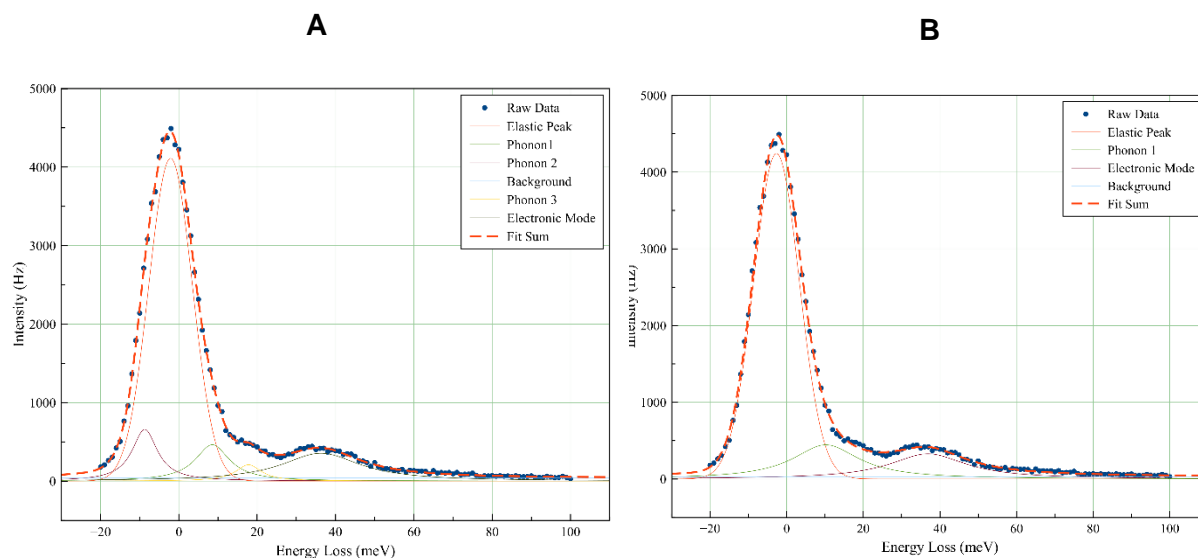 A
B
5000
4000
3000
2000
1000
0
Intensity (Hz)
−20
0
20
40
60
80
100
Energy Loss (meV)
Raw Data
Elastic Peak
Phonon1
Phonon 2
Background
Phonon 3
Electronic Mode
Fit Sum
5000
4000
3000
2000
1000
0
Intensity (Hz)
−20
0
20
40
60
80
100
Energy Loss (meV)
Raw Data
Elastic Peak
Phonon 1
Electronic Mode
Background
Fit Sum